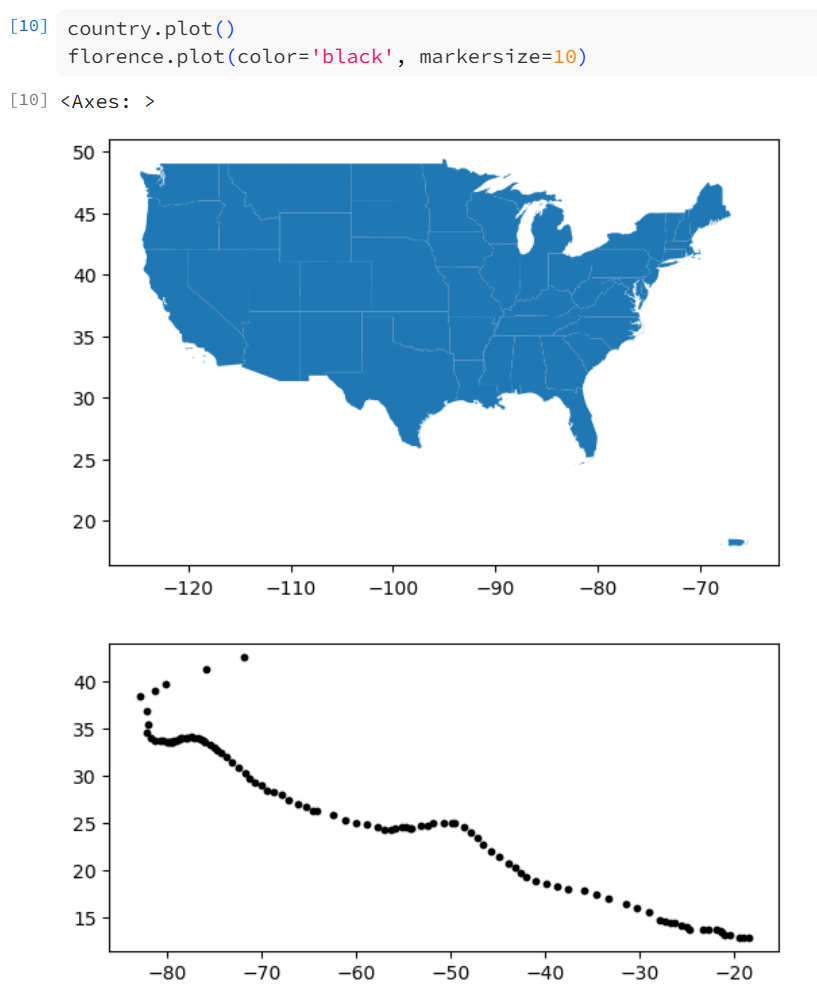 [10] country.plot()
florence.plot(color='black', markersize=10)
[10] <Axes: >
50
45
40
35
30
25
20
−120 −110 −100 −90 −80 −70
40
35
30
25
20
15
−80 −70 −60 −50 −40 −30 −20